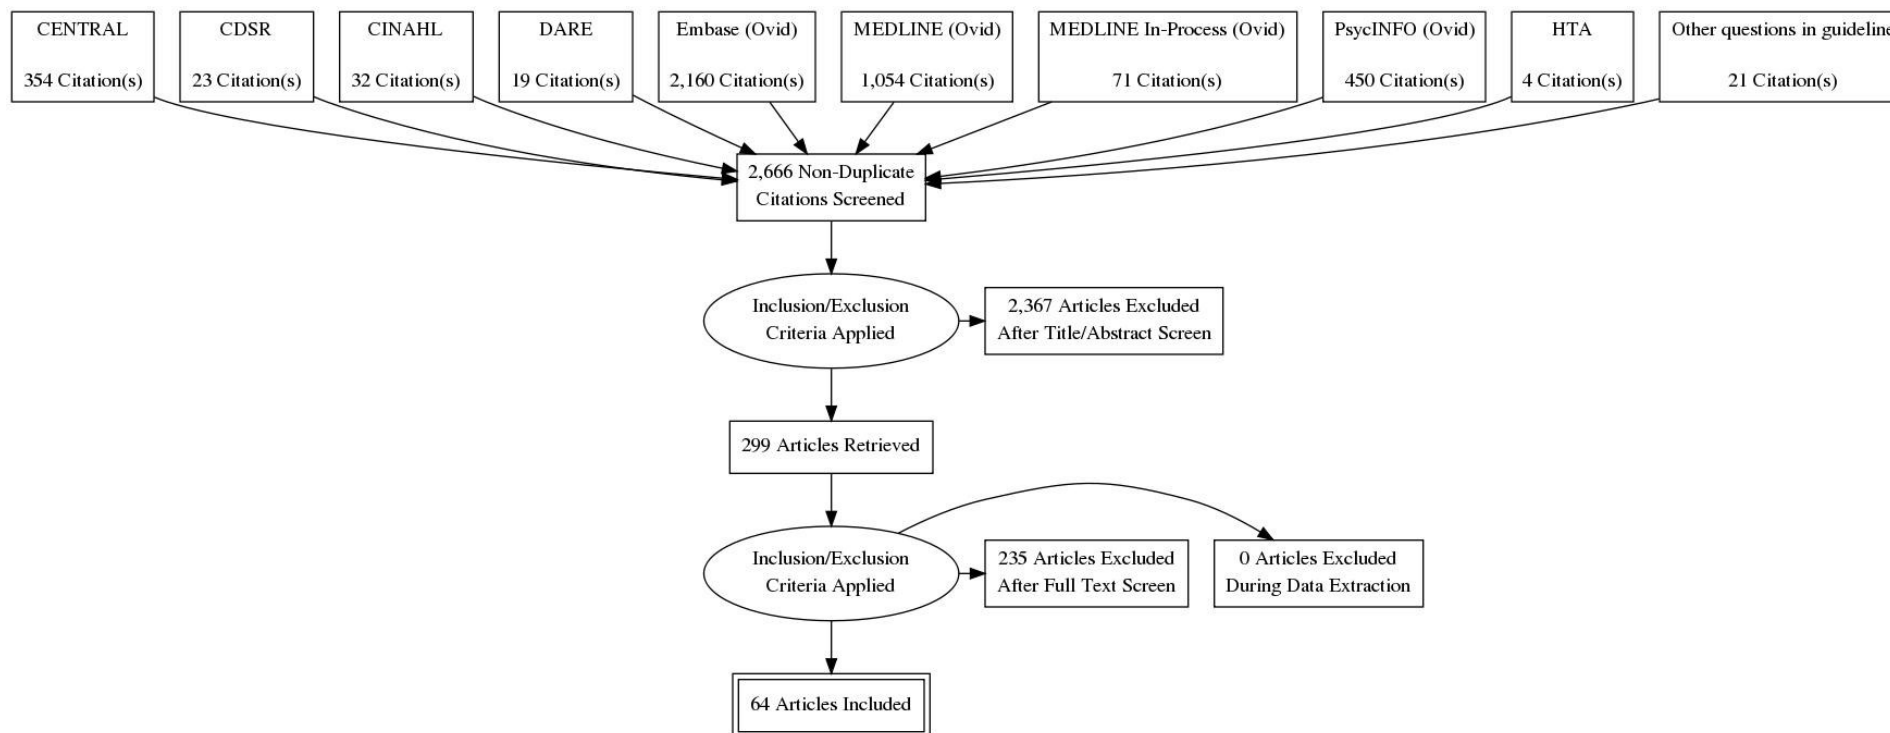 CENTRAL
354 Citation(s)
CDSR
23 Citation(s)
CINAHL
32 Citation(s)
DARE
19 Citation(s)
Embase (Ovid)
2,160 Citation(s)
MEDLINE (Ovid)
1,054 Citation(s)
MEDLINE In-Process (Ovid)
71 Citation(s)
PsycINFO (Ovid)
450 Citation(s)
HTA
4 Citation(s)
Other questions in guideline
21 Citation(s)
2,666 Non-Duplicate
Citations Screened
Inclusion/Exclusion
Criteria Applied
2,367 Articles Excluded
After Title/Abstract Screen
299 Articles Retrieved
Inclusion/Exclusion
Criteria Applied
235 Articles Excluded
After Full Text Screen
0 Articles Excluded
During Data Extraction
64 Articles Included